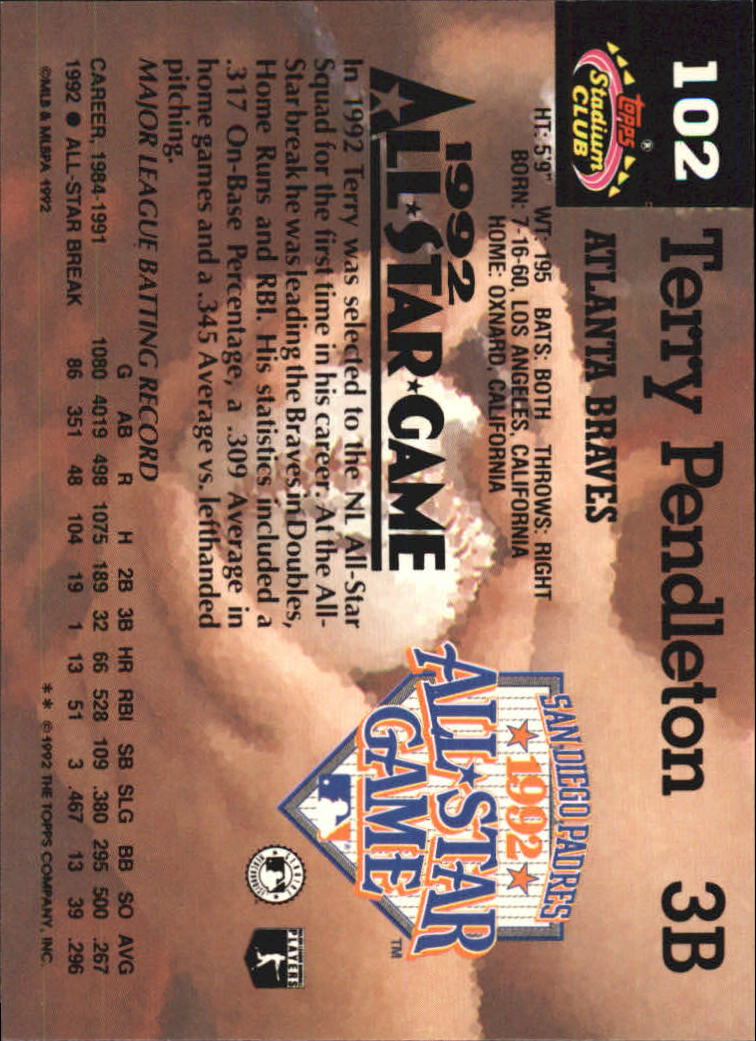 102
Terry Pendleton 3B
topps®
Stadium
CLUB
ATLANTA BRAVES
HT: 5'9" WT: 195 BATS: BOTH THROWS: RIGHT
BORN: 7-16-60, LOS ANGELES, CALIFORNIA
HOME: OXNARD, CALIFORNIA
1992
ALL★STAR★GAME
In 1992 Terry was selected to the NL All-Star
Squad for the first time in his career. At the All-
Star break he was leading the Braves in Doubles,
Home Runs and RBI. His statistics included a
.317 On-Base Percentage, a .309 Average in
home games and a .345 Average vs. lefthanded
pitching.
SAN DIEGO PADRES
★1992★
ALL★STAR
GAME
TM
PLAYERS
MAJOR LEAGUE BATTING RECORD
G AB R H 2B 3B HR RBI SB SLG BB SO AVG
CAREER, 1984-1991 1080 4019 498 1075 189 32 66 528 109 .380 295 500 .267
1992 ● ALL-STAR BREAK 86 351 48 104 19 1 13 51 3 .467 13 39 .296
©MLB & MLBPA 1992
** ©1992 THE TOPPS COMPANY, INC.